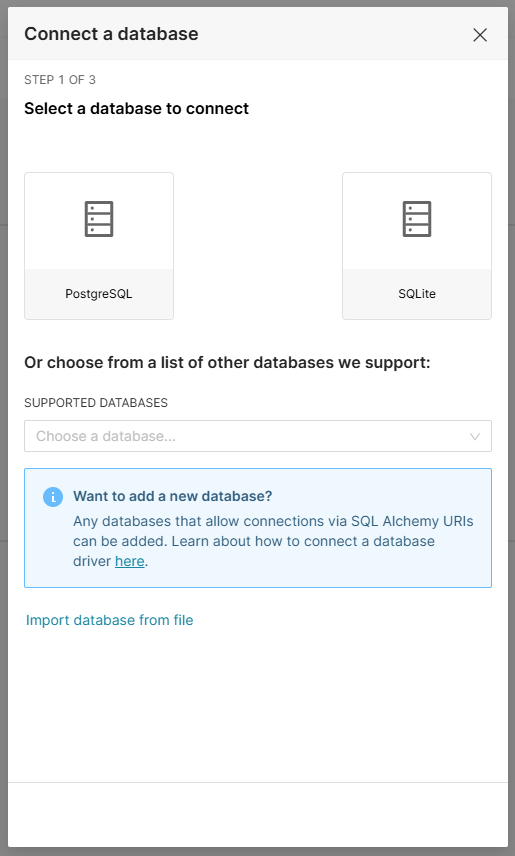 Connect a database
STEP 1 OF 3
Select a database to connect
PostgreSQL
SQLite
Or choose from a list of other databases we support:
SUPPORTED DATABASES
Choose a database...
Want to add a new database?
Any databases that allow connections via SQL Alchemy URIs
can be added. Learn about how to connect a database
driver here.
Import database from file